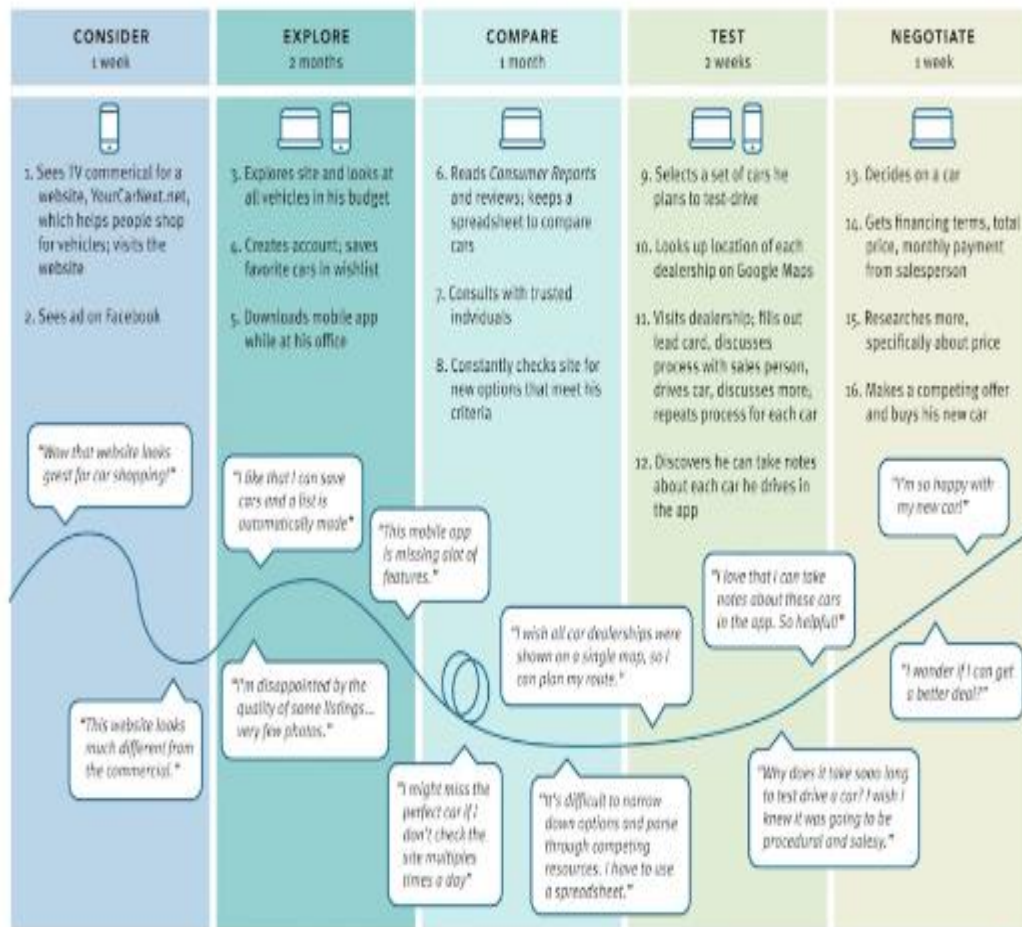 CONSIDER
1 week
EXPLORE
2 months
COMPARE
1 month
TEST
2 weeks
NEGOTIATE
1 week
1. Sees TV commerical for a
website, YourCarNext.net,
which helps people shop
for vehicles; visits the
website
2. Sees ad on Facebook
3. Explores site and looks at
all vehicles in his budget
4. Creates account; saves
favorite cars in wishlist
5. Downloads mobile app
while at his office
6. Reads Consumer Reports
and reviews; keeps a
spreadsheet to compare
cars
7. Consults with trusted
indviduals
8. Constantly checks site for
new options that meet his
criteria
9. Selects a set of cars he
plans to test-drive
10. Looks up location of each
dealership on Google Maps
11. Visits dealership; fills out
lead card, discusses
process with sales person,
drives car, discusses more;
repeats process for each car
12. Discovers he can take notes
about each car he drives in
the app
13. Decides on a car
14. Gets financing terms, total
price, monthly payment
from salesperson
15. Researches more,
specifically about price
16. Makes a competing offer
and buys his new car
"Wow that website looks
great for car shopping!"
"This website looks
much different from
the commercial."
"I like that I can save
cars and a list is
automatically made"
"I'm disappointed by the
quality of some listings...
very few photos."
"This mobile app
is missing alot of
features."
"I might miss the
perfect car if I
don't check the
site multiples
times a day"
"I wish all car dealerships were
shown on a single map, so I
can plan my route."
"It's difficult to narrow
down options and parse
through competing
resources. I have to use
a spreadsheet."
"I love that I can take
notes about these cars
in the app. So helpful!"
"Why does it take sooo long
to test drive a car? I wish I
knew it was going to be
procedural and salesy."
"I'm so happy with
my new car!"
"I wonder if I can get
a better deal?"